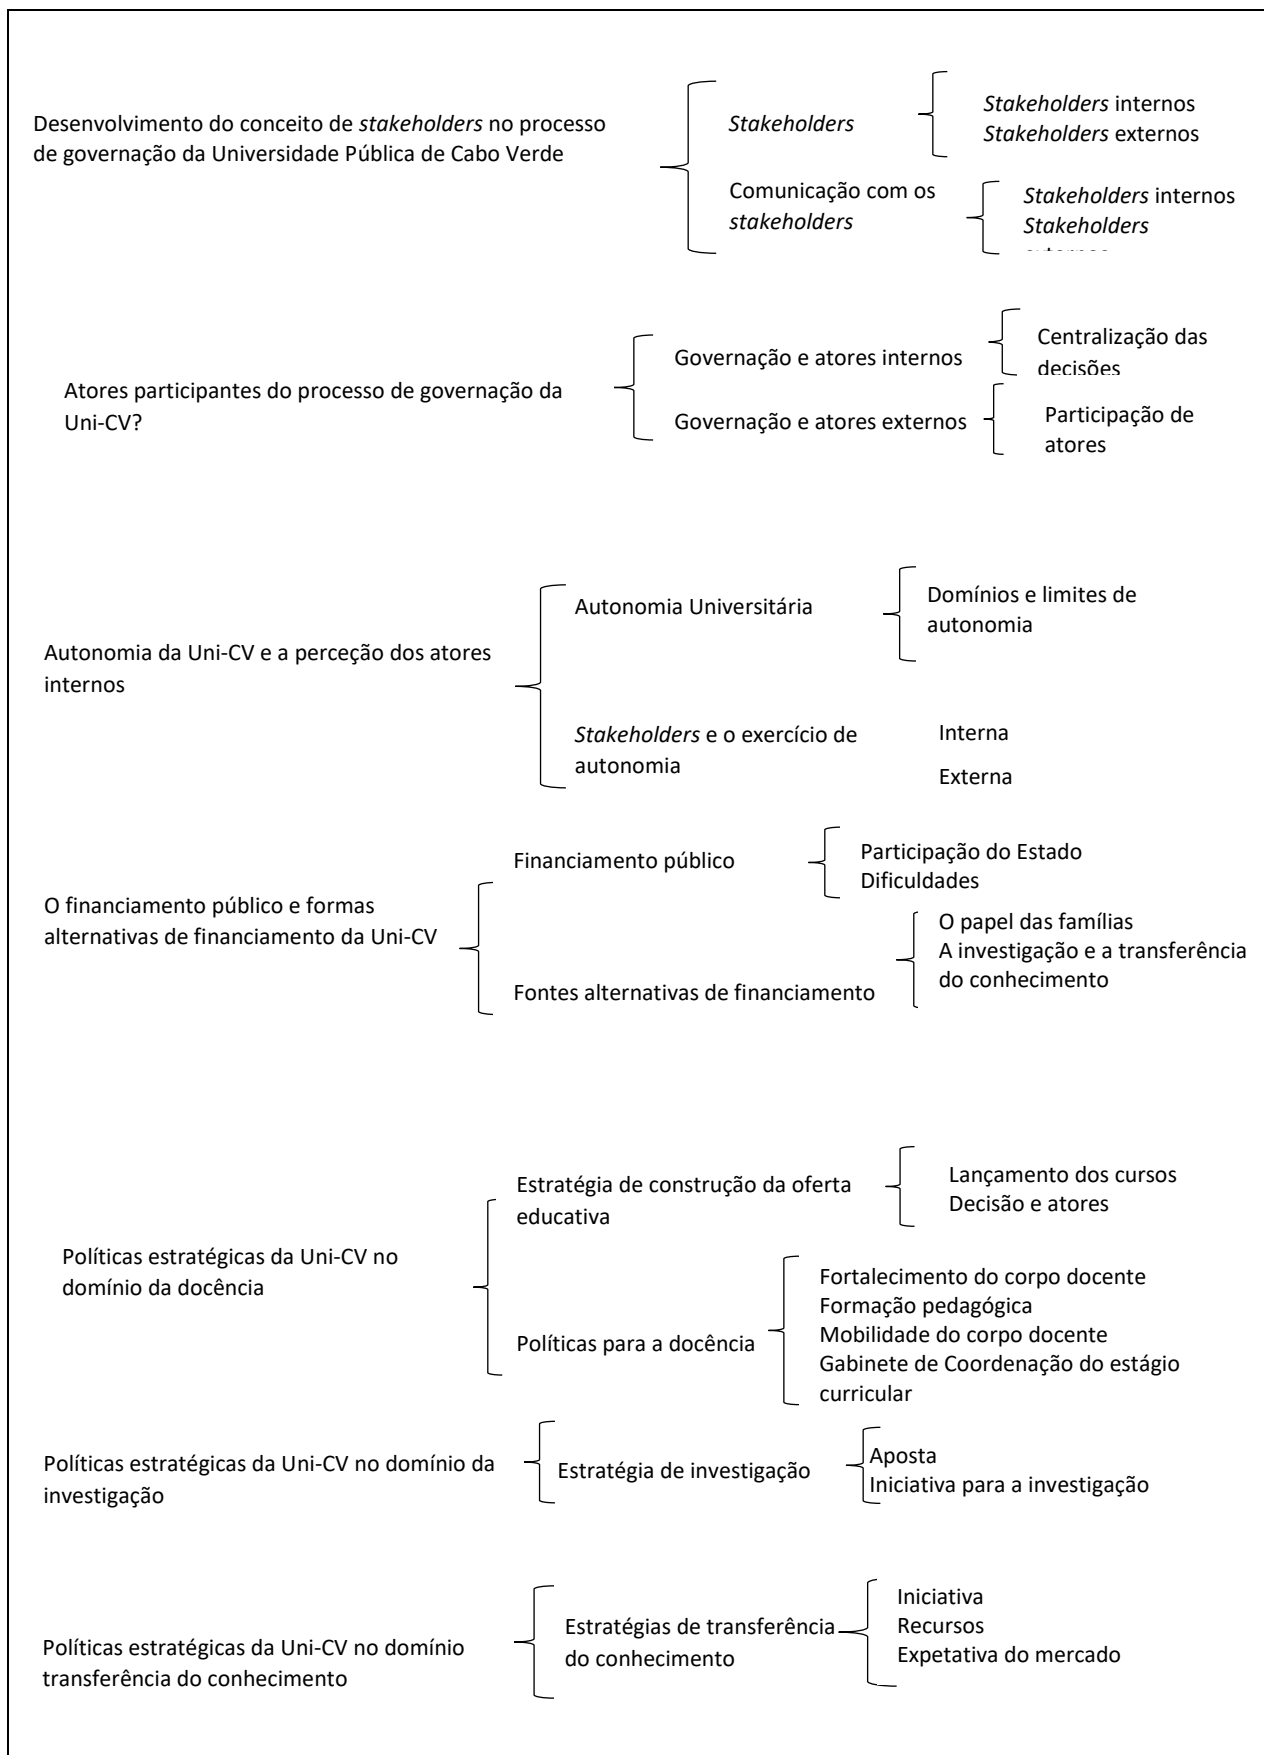 Desenvolvimento do conceito de stakeholders no processo
de governação da Universidade Pública de Cabo Verde
Stakeholders
Stakeholders internos
Stakeholders externos
Comunicação com os
stakeholders
Stakeholders internos
Stakeholders
Atores participantes do processo de governação da
Uni-CV?
Governação e atores internos
Centralização das
decisões
Governação e atores externos
Participação de
atores
Autonomia da Uni-CV e a perceção dos atores
internos
Autonomia Universitária
Domínios e limites de
autonomia
Stakeholders e o exercício de
autonomia
Interna
Externa
O financiamento público e formas
alternativas de financiamento da Uni-CV
Financiamento público
Participação do Estado
Dificuldades
Fontes alternativas de financiamento
O papel das famílias
A investigação e a transferência
do conhecimento
Políticas estratégicas da Uni-CV no
domínio da docência
Estratégia de construção da oferta
educativa
Lançamento dos cursos
Decisão e atores
Políticas para a docência
Fortalecimento do corpo docente
Formação pedagógica
Mobilidade do corpo docente
Gabinete de Coordenação do estágio
curricular
Políticas estratégicas da Uni-CV no domínio da
investigação
Estratégia de investigação
Aposta
Iniciativa para a investigação
Políticas estratégicas da Uni-CV no domínio
transferência do conhecimento
Estratégias de transferência
do conhecimento
Iniciativa
Recursos
Expetativa do mercado